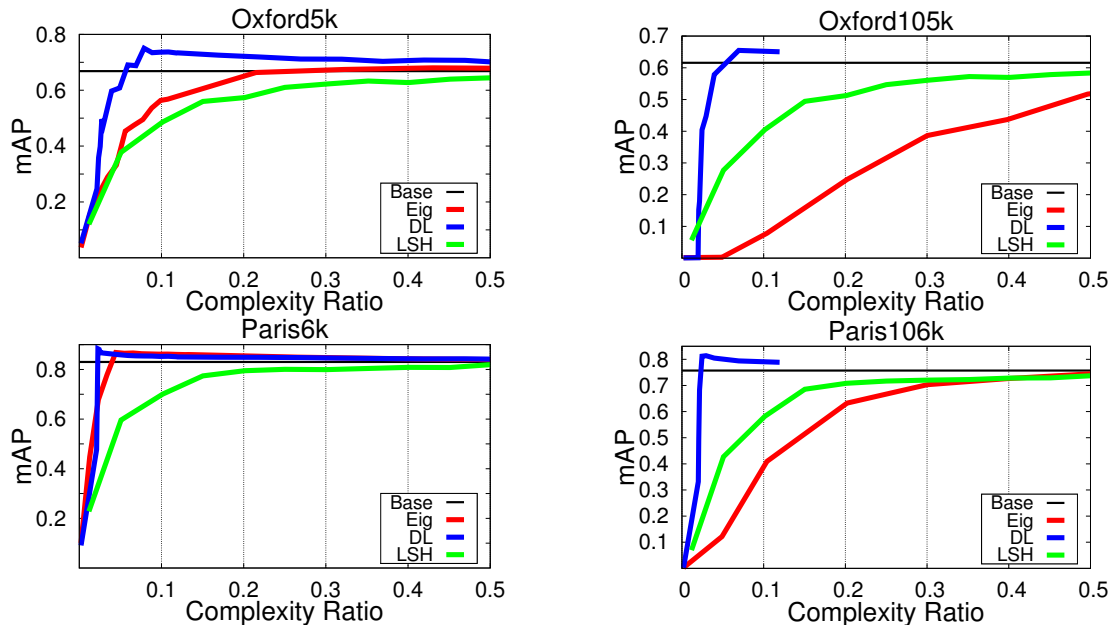 Oxford5k
0.8
0.6
0.4
0.2
mAP
Base
Eig
DL
LSH
0.1 0.2 0.3 0.4 0.5
Complexity Ratio
Oxford105k
0.7
0.6
0.5
0.4
0.3
0.2
0.1
mAP
Base
Eig
DL
LSH
0 0.1 0.2 0.3 0.4 0.5
Complexity Ratio
Paris6k
0.8
0.6
0.4
0.2
mAP
Base
Eig
DL
LSH
0.1 0.2 0.3 0.4 0.5
Complexity Ratio
Paris106k
0.8
0.7
0.6
0.5
0.4
0.3
0.2
0.1
mAP
Base
Eig
DL
LSH
0 0.1 0.2 0.3 0.4 0.5
Complexity Ratio